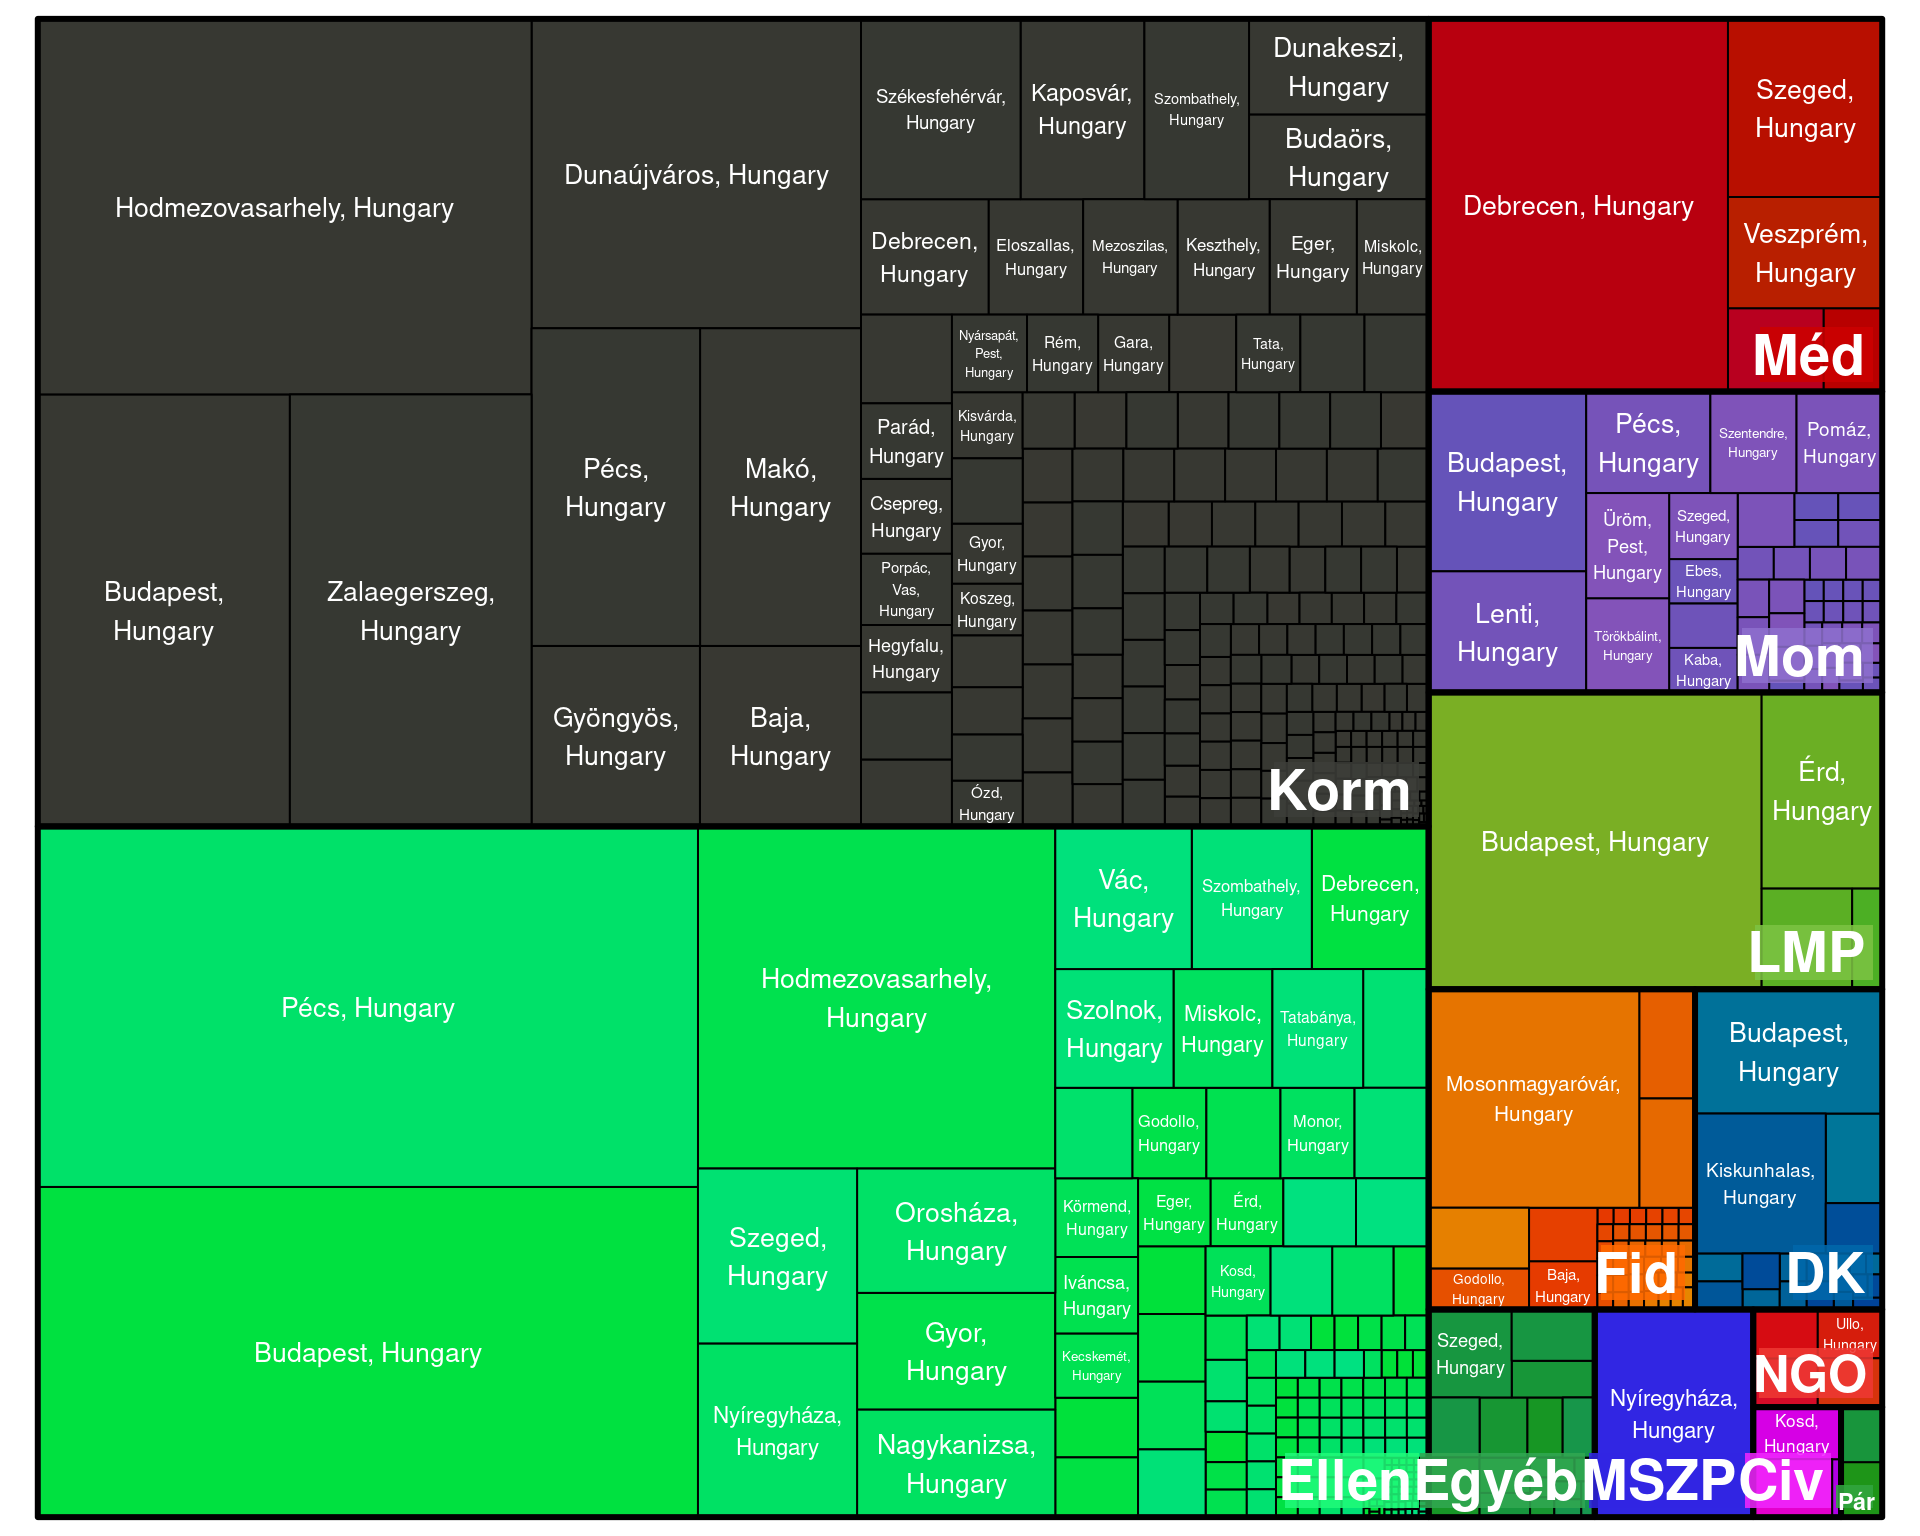 Hodmezovasarhely, Hungary
Dunaújváros, Hungary
Székesfehérvár,
Hungary
Kaposvár,
Hungary
Szombathely,
Hungary
Dunakeszi,
Hungary
Budaörs,
Hungary
Debrecen,
Hungary
Eloszallas,
Hungary
Mezoszilas,
Hungary
Keszthely,
Hungary
Eger,
Hungary
Miskolc,
Hungary
Nyársapát,
Pest,
Hungary
Rém,
Hungary
Gara,
Hungary
Tata,
Hungary
Budapest,
Hungary
Zalaegerszeg,
Hungary
Pécs,
Hungary
Makó,
Hungary
Gyöngyös,
Hungary
Baja,
Hungary
Parád,
Hungary
Kisvárda,
Hungary
Csepreg,
Hungary
Gyor,
Hungary
Porpác,
Vas,
Hungary
Koszeg,
Hungary
Hegyfalu,
Hungary
Ózd,
Hungary
Korm
Debrecen, Hungary
Szeged,
Hungary
Veszprém,
Hungary
Méd
Budapest,
Hungary
Pécs,
Hungary
Szentendre,
Hungary
Pomáz,
Hungary
Lenti,
Hungary
Üröm,
Pest,
Hungary
Szeged,
Hungary
Ebes,
Hungary
Törökbálint,
Hungary
Kaba,
Hungary
Mom
Budapest, Hungary
Érd,
Hungary
LMP
Pécs, Hungary
Budapest, Hungary
Hodmezovasarhely,
Hungary
Szeged,
Hungary
Orosháza,
Hungary
Gyor,
Hungary
Nyíregyháza,
Hungary
Nagykanizsa,
Hungary
Vác,
Hungary
Szombathely,
Hungary
Debrecen,
Hungary
Szolnok,
Hungary
Miskolc,
Hungary
Tatabánya,
Hungary
Godollo,
Hungary
Monor,
Hungary
Körmend,
Hungary
Eger,
Hungary
Érd,
Hungary
Iváncsa,
Hungary
Kosd,
Hungary
Kecskemét,
Hungary
Ellen
Mosonmagyaróvár,
Hungary
Godollo,
Hungary
Baja,
Hungary
Fid
Budapest,
Hungary
Kiskunhalas,
Hungary
DK
Szeged,
Hungary
Egyéb
Nyíregyháza,
Hungary
MSZP
Ullo,
Hungary
NGO
Kosd,
Hungary
Civ
Pár